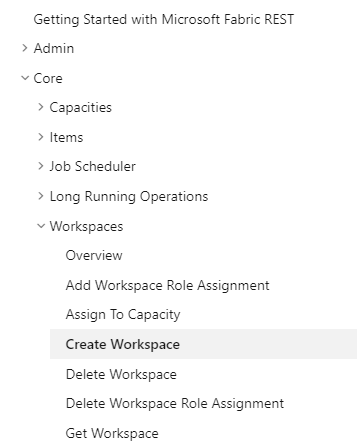 Getting Started with Microsoft Fabric REST
Admin
Core
Capacities
Items
Job Scheduler
Long Running Operations
Workspaces
Overview
Add Workspace Role Assignment
Assign To Capacity
Create Workspace
Delete Workspace
Delete Workspace Role Assignment
Get Workspace